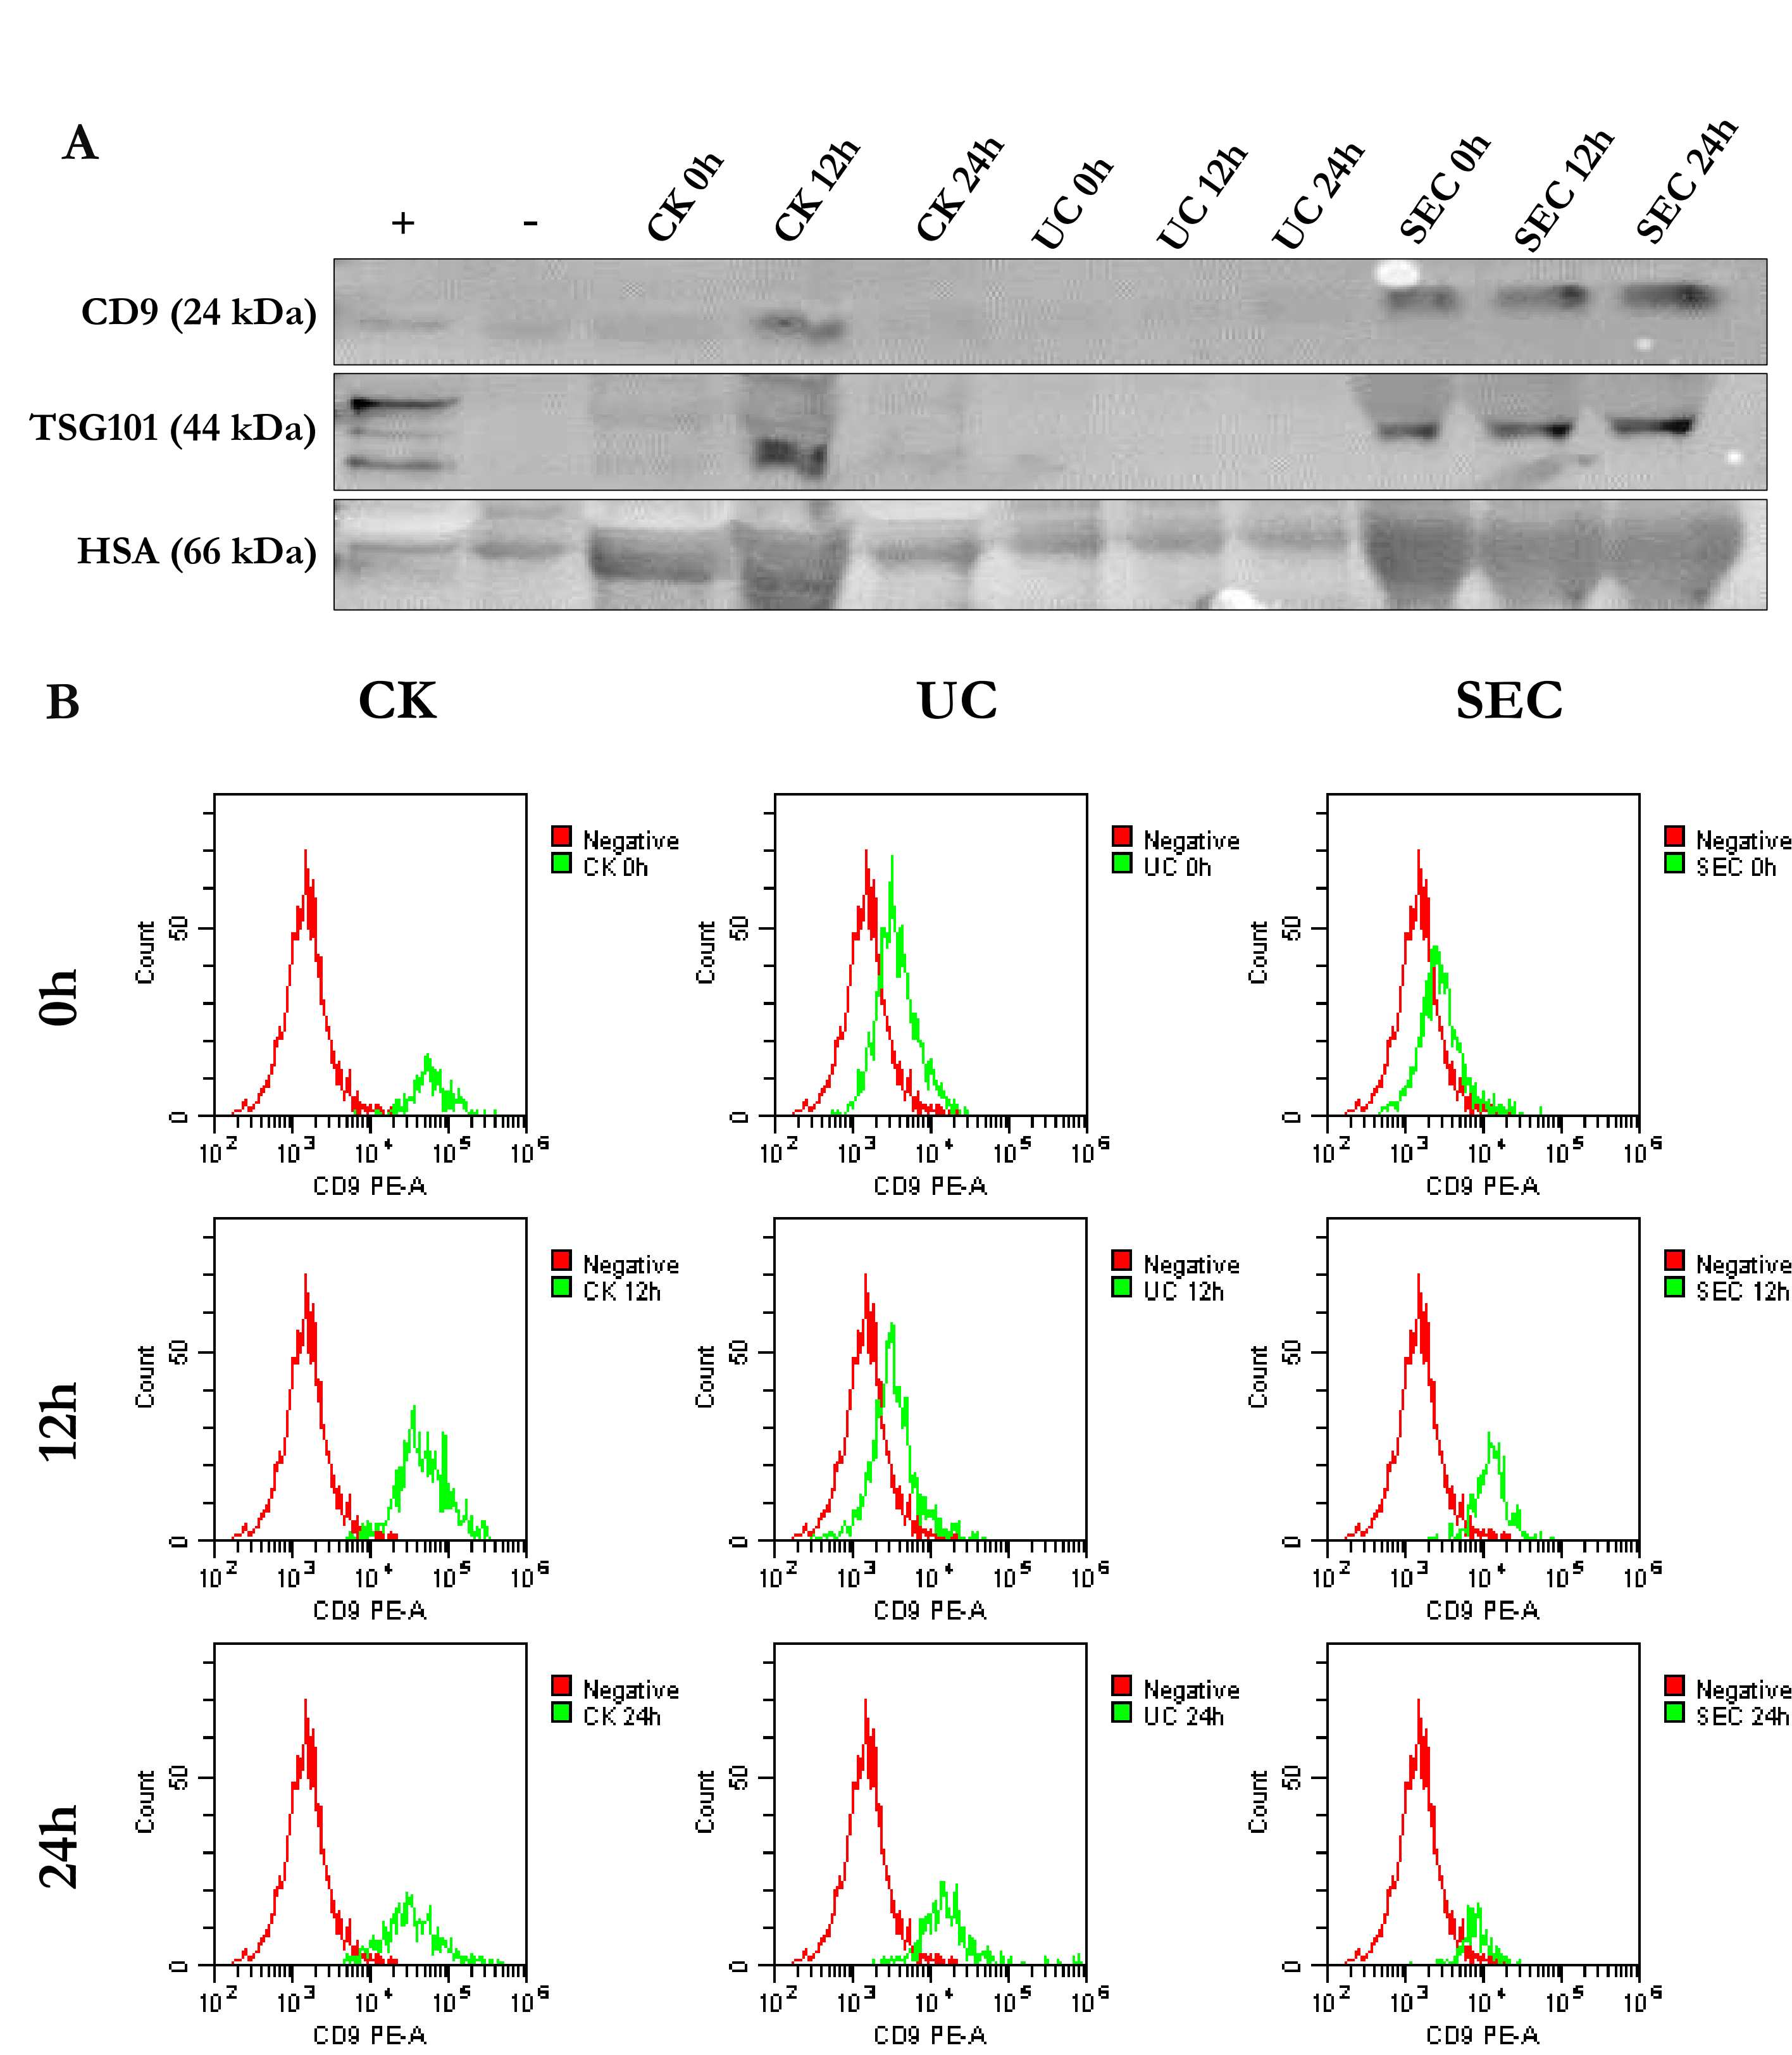 A
+ - CK 0h CK 12h CK 24h UC 0h UC 12h UC 24h SEC 0h SEC 12h SEC 24h
CD9 (24 kDa)
TSG101 (44 kDa)
HSA (66 kDa)
B CK UC SEC
0h
Count
50
0
10² 10³ 10⁴ 10⁵ 10⁶
CD9 PE-A
Negative
CK 0h
Count
50
0
10² 10³ 10⁴ 10⁵ 10⁶
CD9 PE-A
Negative
UC 0h
Count
50
0
10² 10³ 10⁴ 10⁵ 10⁶
CD9 PE-A
Negative
SEC 0h
12h
Count
50
0
10² 10³ 10⁴ 10⁵ 10⁶
CD9 PE-A
Negative
CK 12h
Count
50
0
10² 10³ 10⁴ 10⁵ 10⁶
CD9 PE-A
Negative
UC 12h
Count
50
0
10² 10³ 10⁴ 10⁵ 10⁶
CD9 PE-A
Negative
SEC 12h
24h
Count
50
0
10² 10³ 10⁴ 10⁵ 10⁶
CD9 PE-A
Negative
CK 24h
Count
50
0
10² 10³ 10⁴ 10⁵ 10⁶
CD9 PE-A
Negative
UC 24h
Count
50
0
10² 10³ 10⁴ 10⁵ 10⁶
CD9 PE-A
Negative
SEC 24h